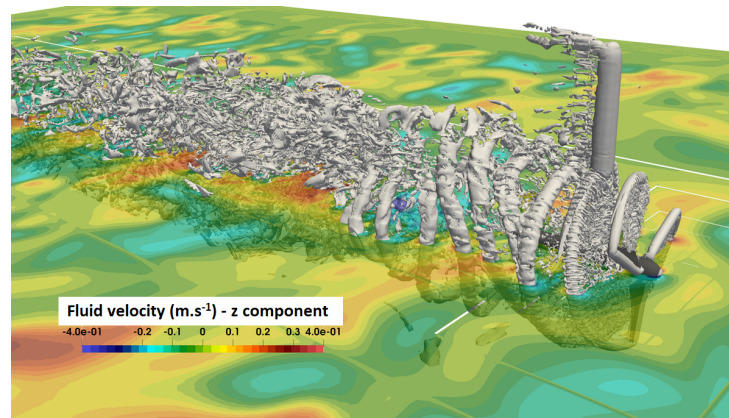 Fluid velocity (m.s-1) - z component
-4.0e-01 -0.2 -0.1 0 0.1 0.2 0.3 4.0e-01